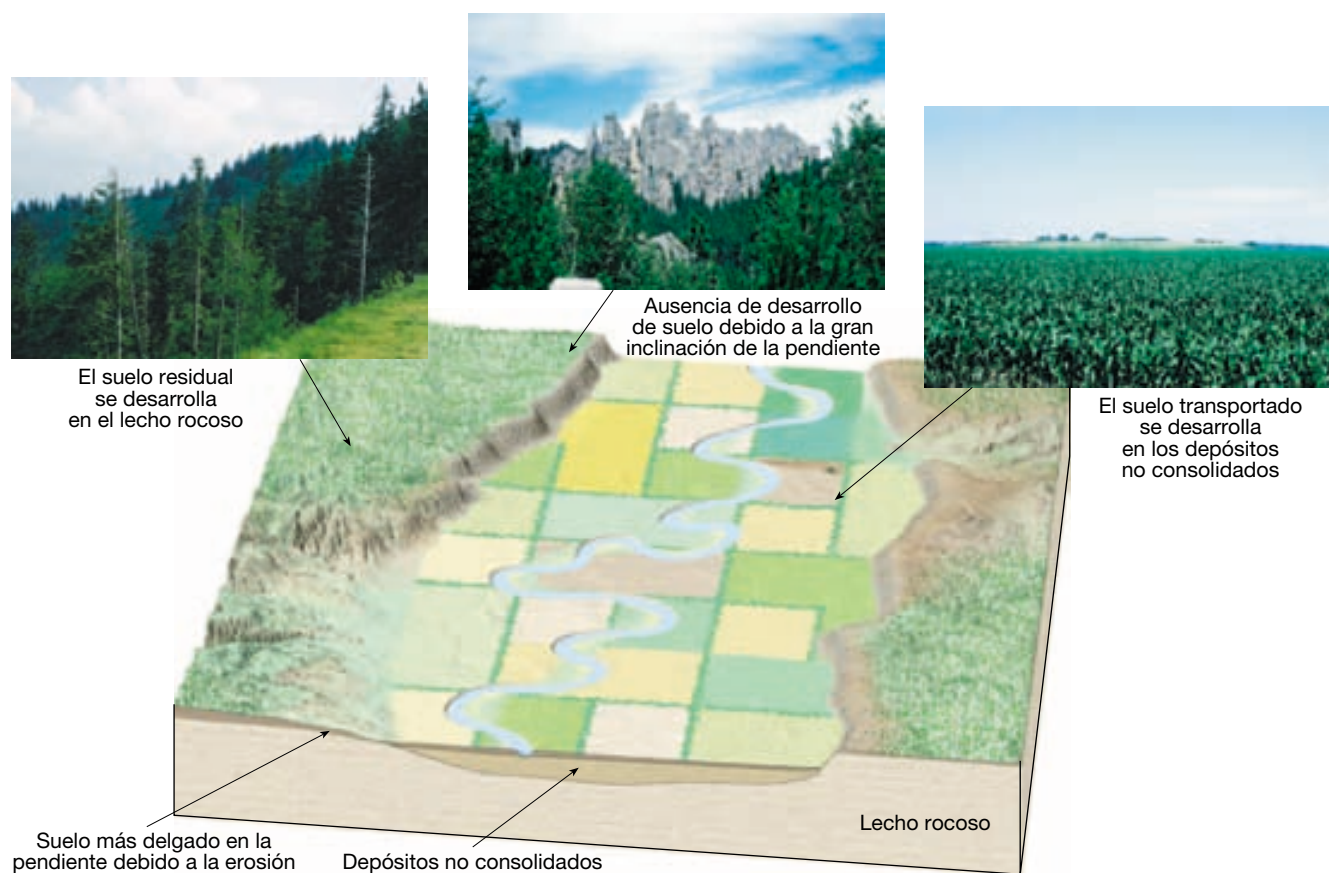 Ausencia de desarrollo
de suelo debido a la gran
inclinación de la pendiente
El suelo residual
se desarrolla
en el lecho rocoso
El suelo transportado
se desarrolla
en los depósitos
no consolidados
Lecho rocoso
Suelo más delgado en la
pendiente debido a la erosión
Depósitos no consolidados